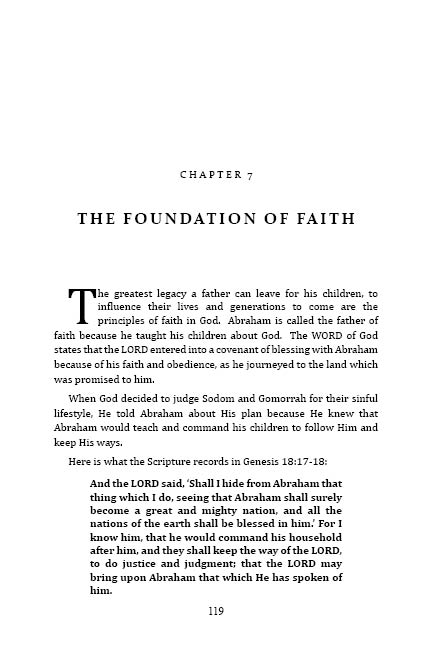 CHAPTER 7
THE FOUNDATION OF FAITH
The greatest legacy a father can leave for his children, to
influence their lives and generations to come are the
principles of faith in God.  Abraham is called the father of
faith because he taught his children about God.  The WORD of God
states that the LORD entered into a covenant of blessing with Abraham
because of his faith and obedience, as he journeyed to the land which
was promised to him.
When God decided to judge Sodom and Gomorrah for their sinful
lifestyle, He told Abraham about His plan because He knew that
Abraham would teach and command his children to follow Him and
keep His ways.
Here is what the Scripture records in Genesis 18:17-18:
And the LORD said, ‘Shall I hide from Abraham that
thing which I do, seeing that Abraham shall surely
become a great and mighty nation, and all the
nations of the earth shall be blessed in him.’ For I
know him, that he would command his household
after him, and they shall keep the way of the LORD,
to do justice and judgment; that the LORD may
bring upon Abraham that which He has spoken of
him.
119